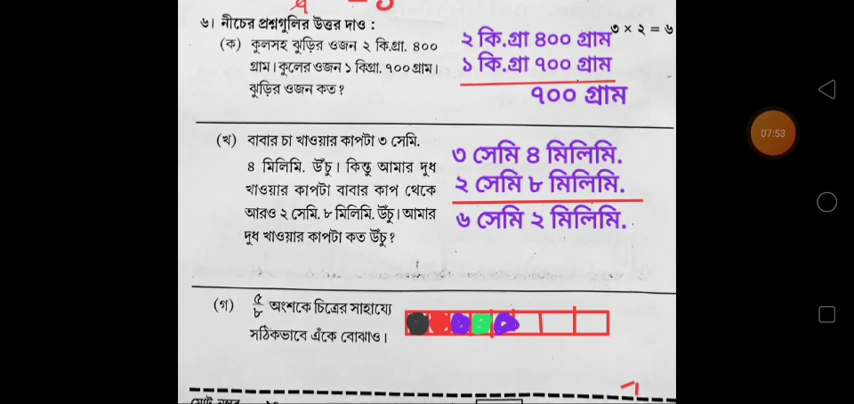 ৬। নীচের প্রশ্নগুলির উত্তর দাও :
৩ × ২ = ৬
(ক) কুলসহ ঝুড়ির ওজন ২ কি.গ্রা. ৪০০
গ্রাম। কুলের ওজন ১ কিগ্রা. ৭০০ গ্রাম।
ঝুড়ির ওজন কত?
২ কি.গ্রা ৪০০ গ্রাম
১ কি.গ্রা ৭০০ গ্রাম
৭০০ গ্রাম
(খ) বাবার চা খাওয়ার কাপটা ৩ সেমি.
৪ মিলিমি. উঁচু। কিন্তু আমার দুধ
খাওয়ার কাপটা বাবার কাপ থেকে
আরও ২ সেমি. ৮ মিলিমি. উঁচু। আমার
দুধ খাওয়ার কাপটা কত উঁচু?
৩ সেমি ৪ মিলিমি.
২ সেমি ৮ মিলিমি.
৬ সেমি ২ মিলিমি.
(গ) ৫/৮ অংশকে চিত্রের সাহায্যে
সঠিকভাবে এঁকে বোঝাও।
07:53